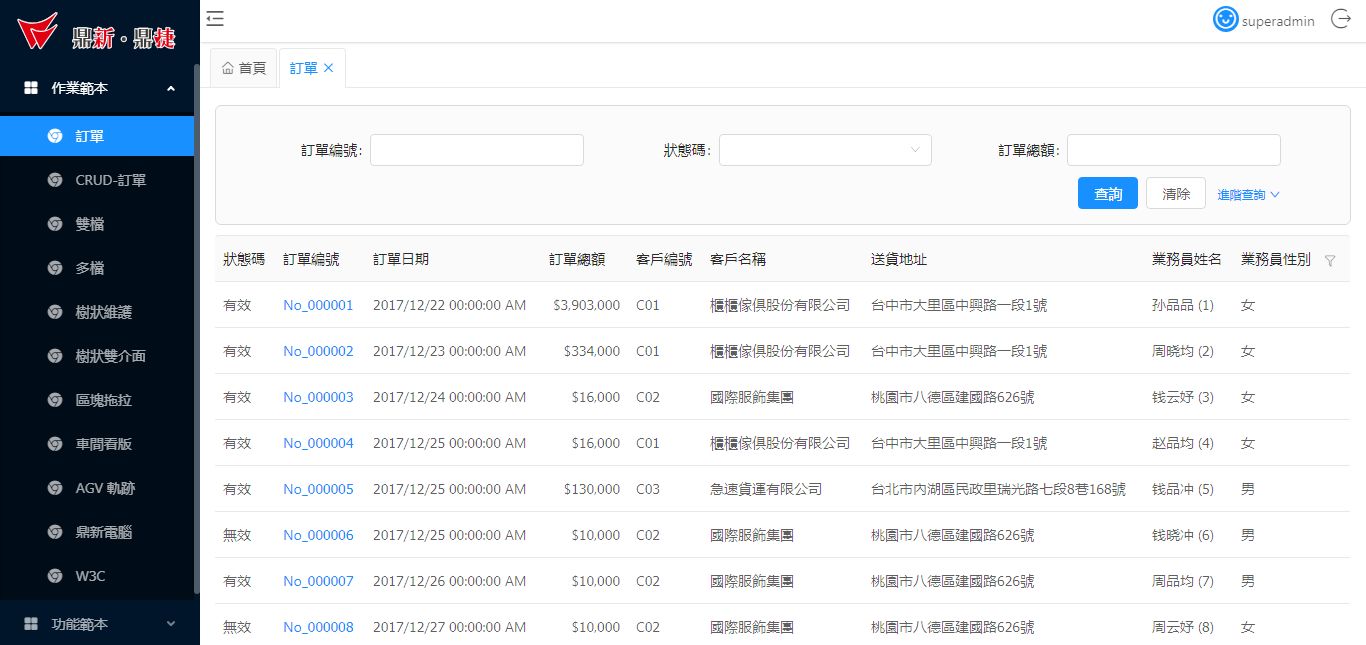 鼎新·鼎捷
superadmin
作業範本
訂單
CRUD-訂單
雙檔
多檔
樹狀維護
樹狀雙介面
區塊拖拉
車間看版
AGV 軌跡
鼎新電腦
W3C
功能範本
首頁 訂單
訂單編號: 狀態碼: 訂單總額:
查詢 清除 進階查詢
狀態碼 訂單編號 訂單日期 訂單總額 客戶編號 客戶名稱 送貨地址 業務員姓名 業務員性別
有效 No_000001 2017/12/22 00:00:00 AM $3,903,000 C01 櫃櫃傢俱股份有限公司 台中市大里區中興路一段1號 孙品品 (1) 女
有效 No_000002 2017/12/23 00:00:00 AM $334,000 C01 櫃櫃傢俱股份有限公司 台中市大里區中興路一段1號 周晓均 (2) 女
有效 No_000003 2017/12/24 00:00:00 AM $16,000 C02 國際服飾集團 桃園市八德區建國路626號 钱云妤 (3) 女
有效 No_000004 2017/12/25 00:00:00 AM $16,000 C01 櫃櫃傢俱股份有限公司 台中市大里區中興路一段1號 赵品均 (4) 女
有效 No_000005 2017/12/25 00:00:00 AM $130,000 C03 急速貨運有限公司 台北市內湖區民政里瑞光路七段8巷168號 钱品冲 (5) 男
無效 No_000006 2017/12/25 00:00:00 AM $10,000 C02 國際服飾集團 桃園市八德區建國路626號 钱晓冲 (6) 男
有效 No_000007 2017/12/26 00:00:00 AM $10,000 C02 國際服飾集團 桃園市八德區建國路626號 周品均 (7) 男
無效 No_000008 2017/12/27 00:00:00 AM $10,000 C02 國際服飾集團 桃園市八德區建國路626號 周云妤 (8) 女